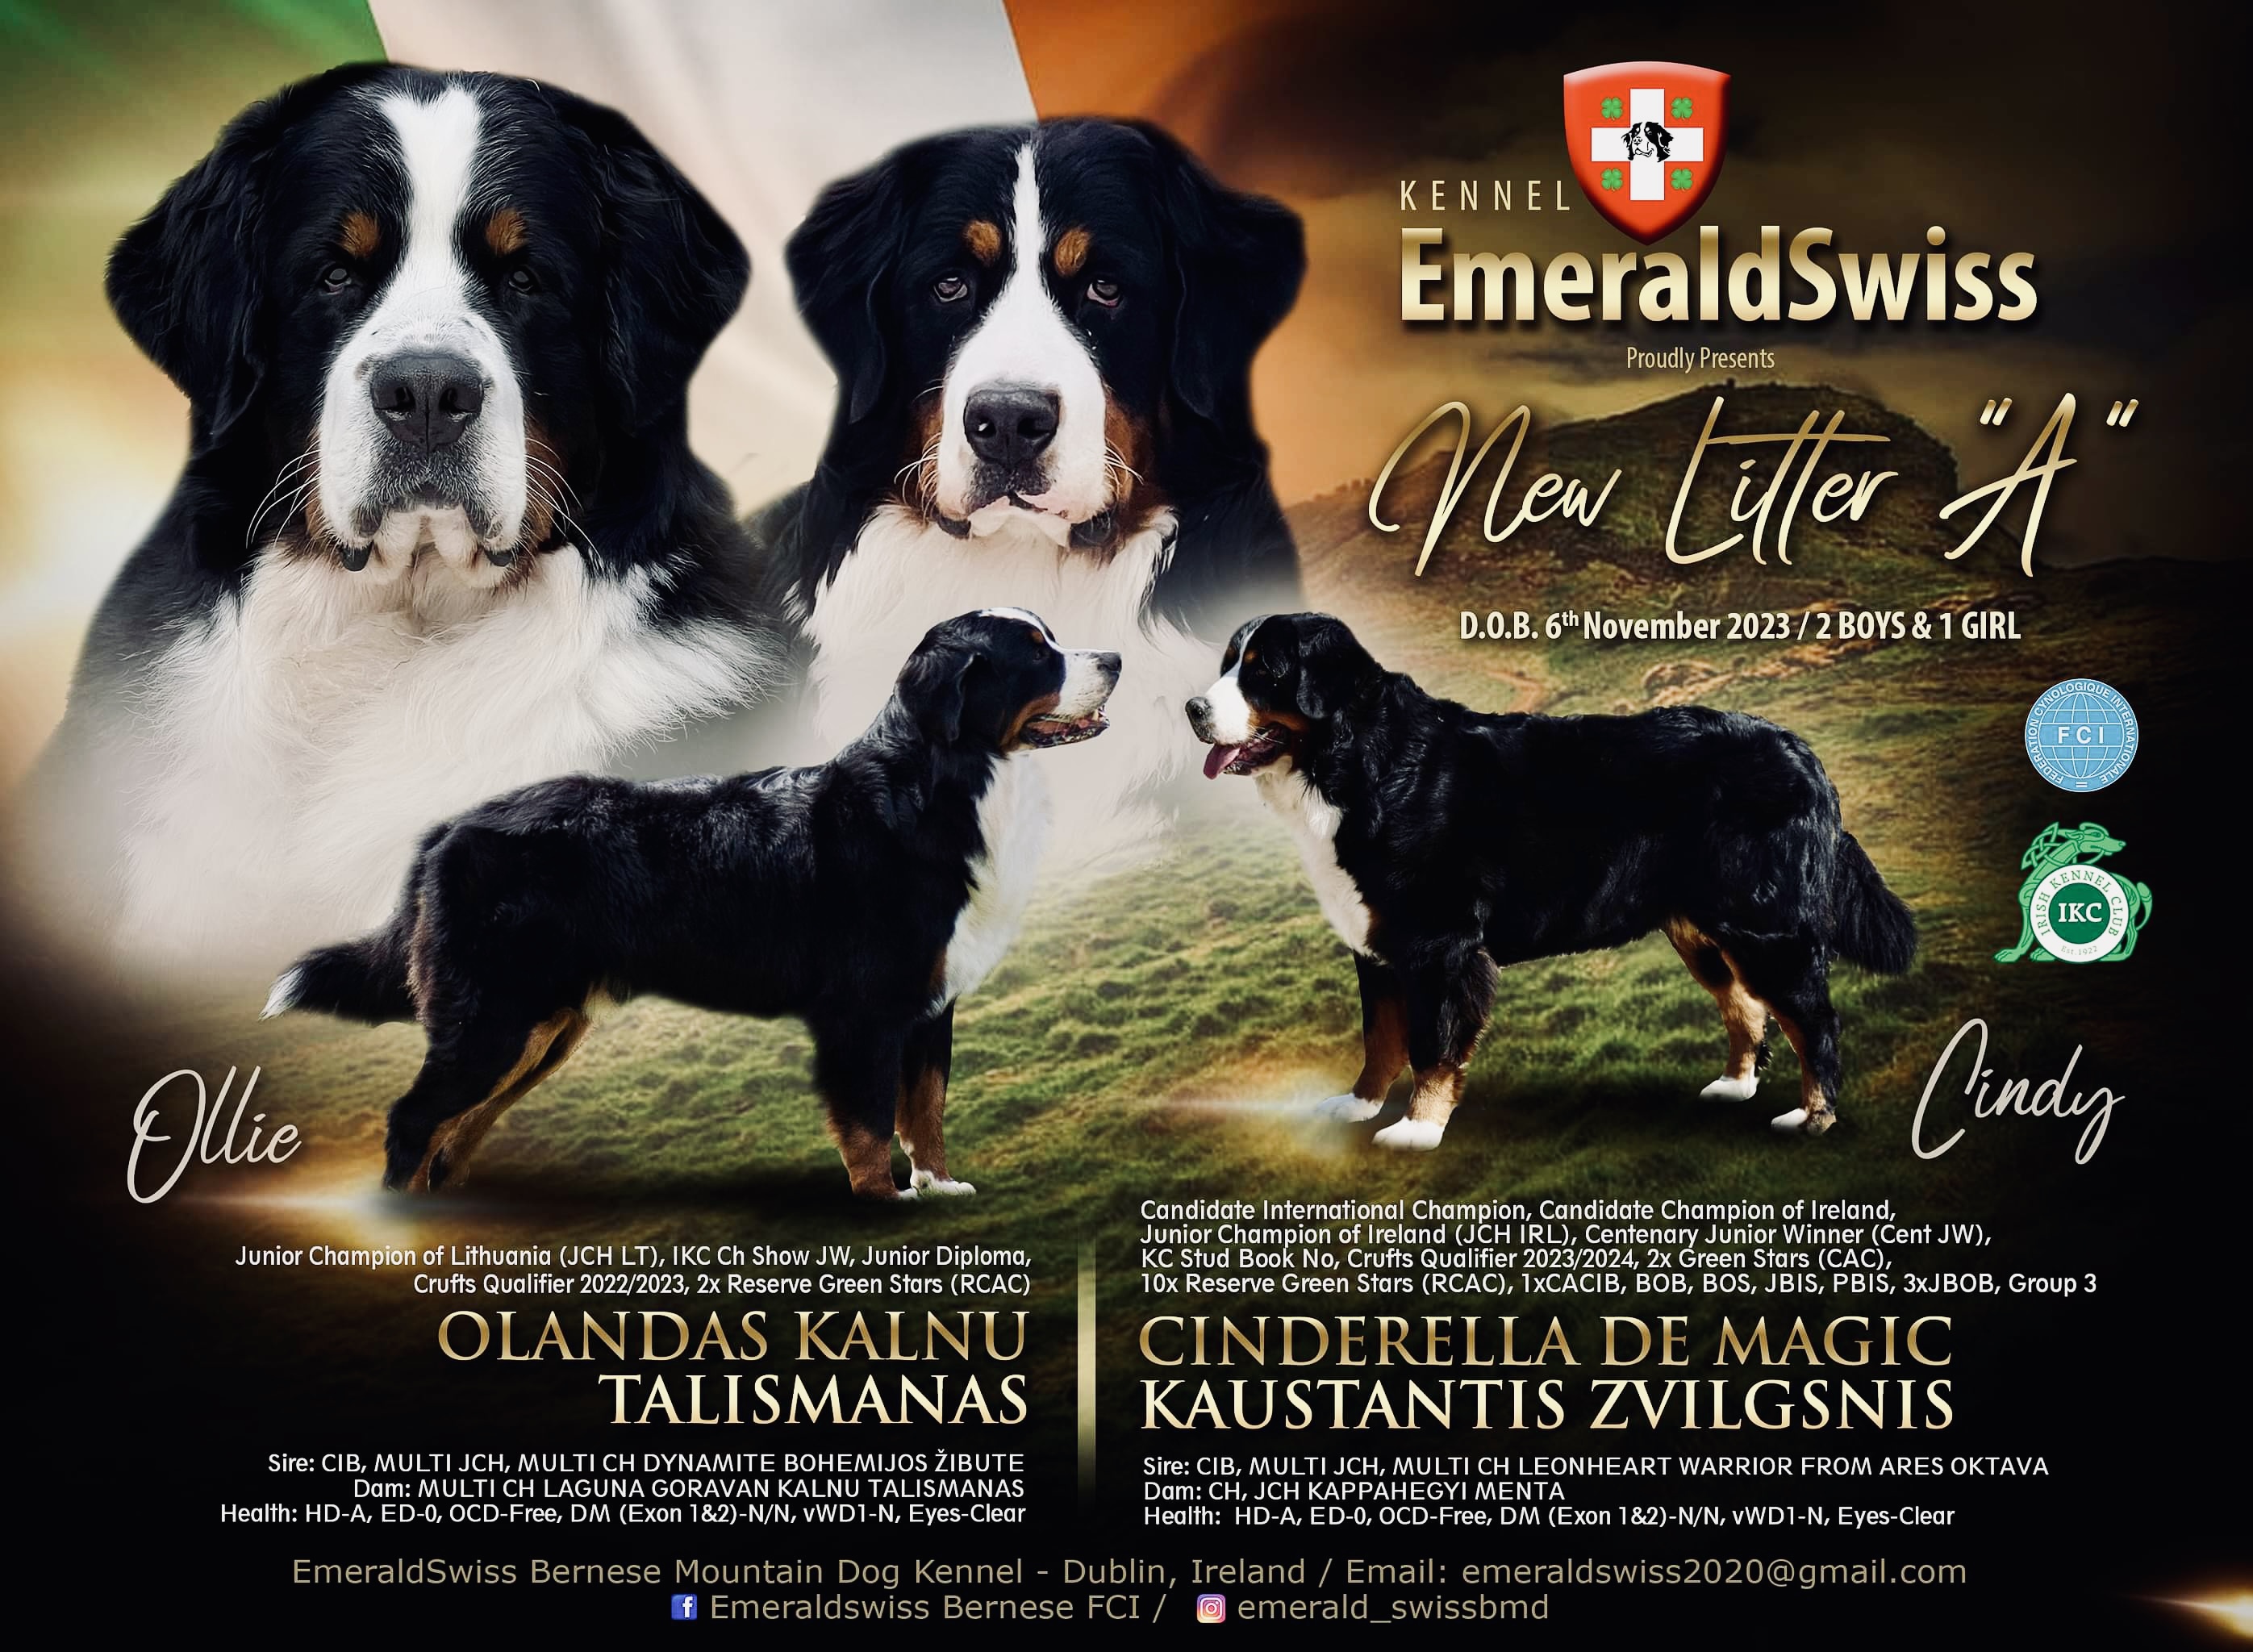 KENNEL
EmeraldSwiss
Proudly Presents
New Litter "A"
D.O.B. 6th November 2023 / 2 BOYS & 1 GIRL
FEDERATION CYNOLOGIQUE INTERNATIONALE
FCI
IRISH KENNEL CLUB
IKC
Est. 1922
Ollie
Cindy
Junior Champion of Lithuania (JCH LT), IKC Ch Show JW, Junior Diploma,
Crufts Qualifier 2022/2023, 2x Reserve Green Stars (RCAC)
OLANDAS KALNU
TALISMANAS
Sire: CIB, MULTI JCH, MULTI CH DYNAMITE BOHEMIJOS ŽIBUTE
Dam: MULTI CH LAGUNA GORAVAN KALNU TALISMANAS
Health: HD-A, ED-0, OCD-Free, DM (Exon 1&2)-N/N, vWD1-N, Eyes-Clear
Candidate International Champion, Candidate Champion of Ireland,
Junior Champion of Ireland (JCH IRL), Centenary Junior Winner (Cent JW),
KC Stud Book No, Crufts Qualifier 2023/2024, 2x Green Stars (CAC),
10x Reserve Green Stars (RCAC), 1xCACIB, BOB, BOS, JBIS, PBIS, 3xJBOB, Group 3
CINDERELLA DE MAGIC
KAUSTANTIS ZVILGSNIS
Sire: CIB, MULTI JCH, MULTI CH LEONHEART WARRIOR FROM ARES OKTAVA
Dam: CH, JCH KAPPAHEGYI MENTA
Health: HD-A, ED-0, OCD-Free, DM (Exon 1&2)-N/N, vWD1-N, Eyes-Clear
EmeraldSwiss Bernese Mountain Dog Kennel - Dublin, Ireland / Email: emeraldswiss2020@gmail.com
Emeraldswiss Bernese FCI / emerald_swissbmd